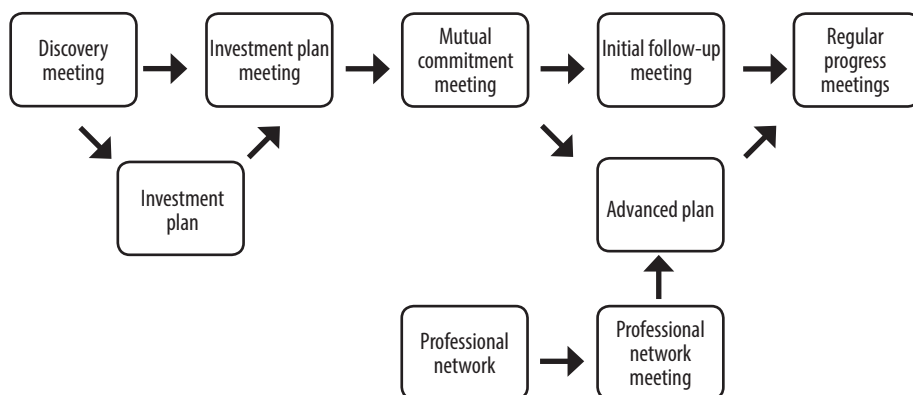 Discovery
meeting
Investment plan
meeting
Mutual
commitment
meeting
Initial follow-up
meeting
Regular
progress
meetings
Investment
plan
Advanced plan
Professional
network
Professional
network
meeting